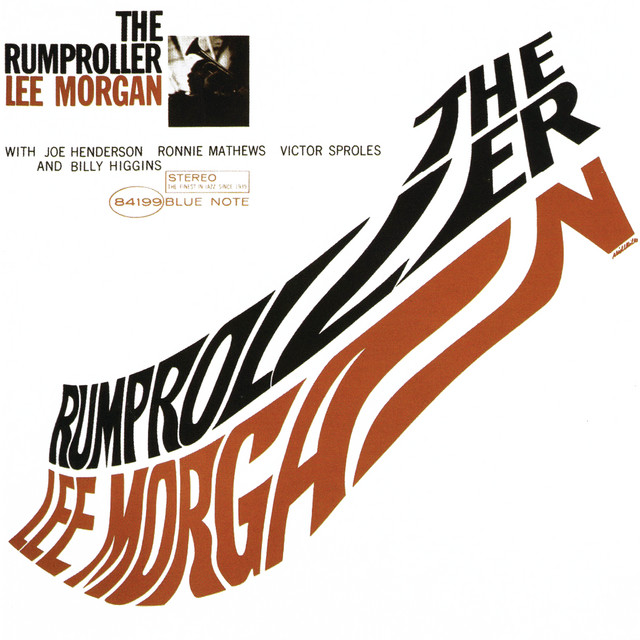 THE
RUMPROLLER
LEE MORGAN
WITH JOE HENDERSON RONNIE MATHEWS VICTOR SPROLES
AND BILLY HIGGINS
STEREO
THE FINEST IN JAZZ SINCE 1939
84199 BLUE NOTE
THE
RUMPROLLER
LEE MORGAN